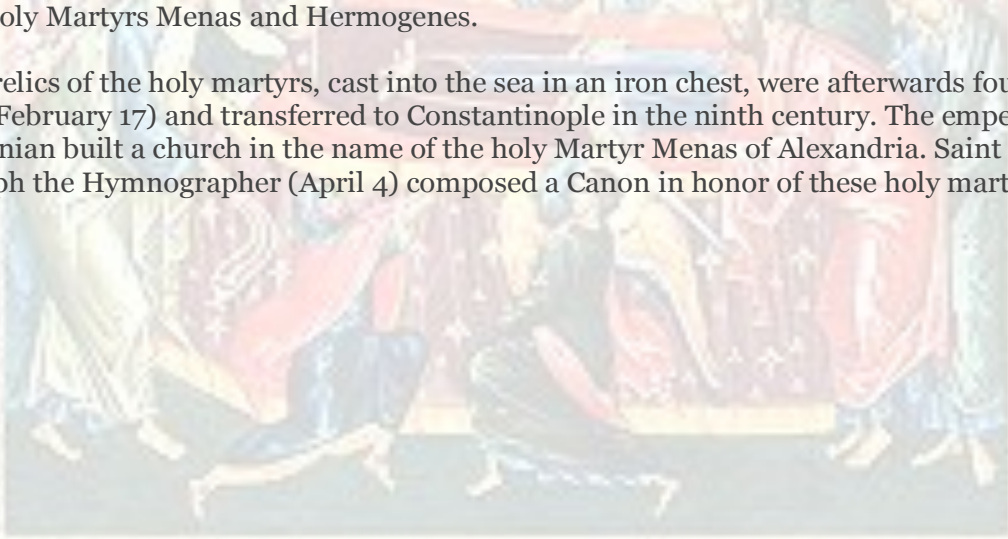 oly Martyrs Menas and Hermogenes.
relics of the holy martyrs, cast into the sea in an iron chest, were afterwards fou
February 17) and transferred to Constantinople in the ninth century. The empe
nian built a church in the name of the holy Martyr Menas of Alexandria. Saint
ph the Hymnographer (April 4) composed a Canon in honor of these holy mart